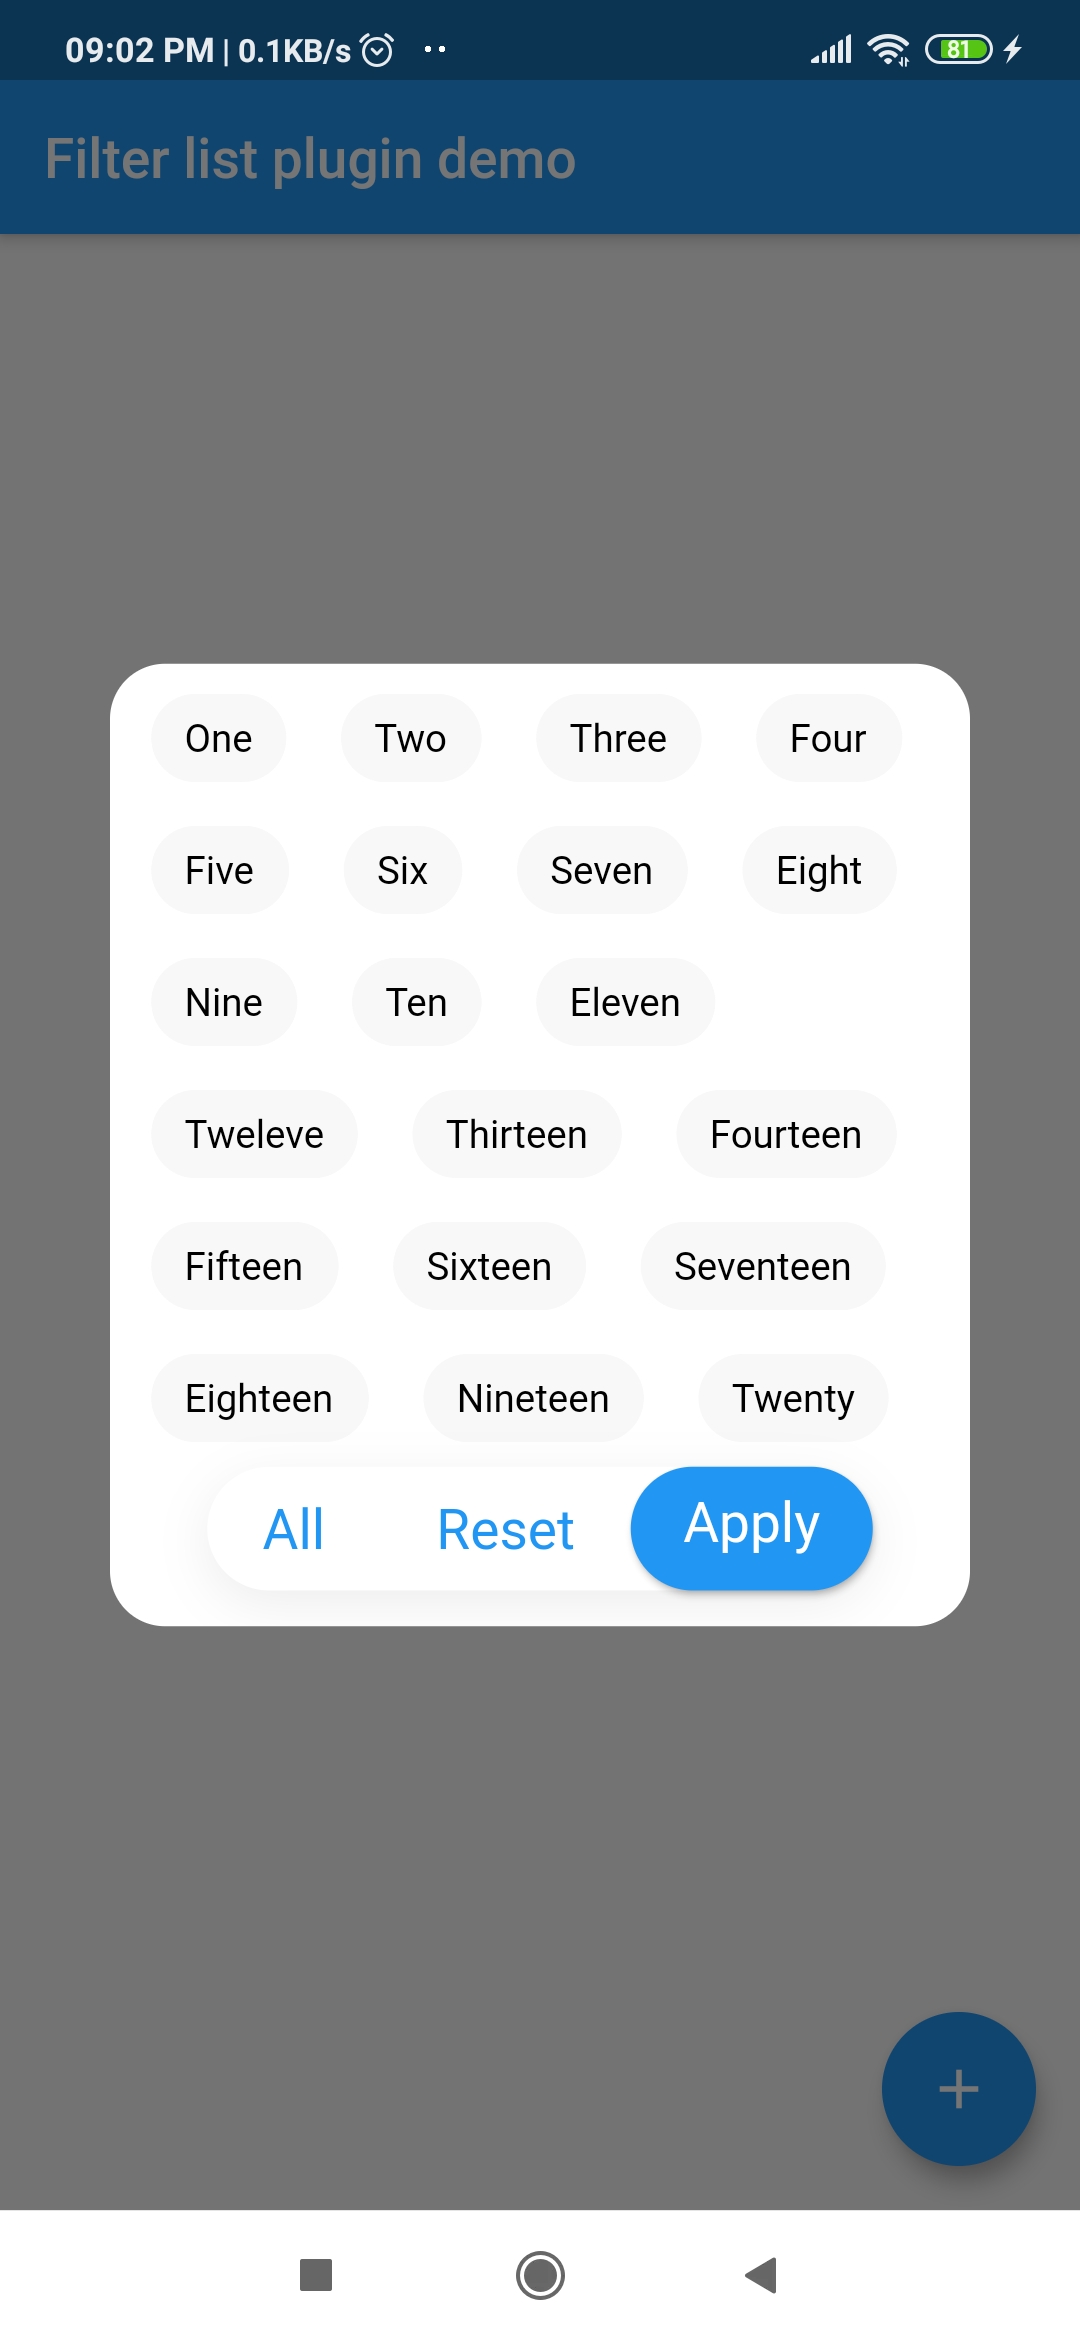 09:02 PM | 0.1KB/s 81
Filter list plugin demo
One Two Three Four
Five Six Seven Eight
Nine Ten Eleven
Tweleve Thirteen Fourteen
Fifteen Sixteen Seventeen
Eighteen Nineteen Twenty
All Reset Apply